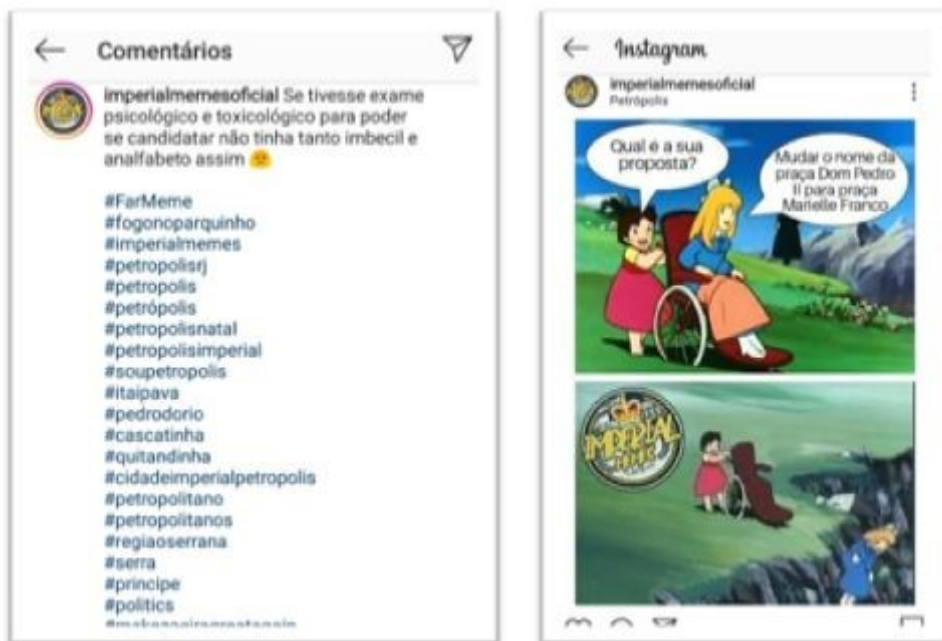 Comentários
imperialmemesoficial Se tivesse exame
psicológico e toxicológico para poder
se candidatar não tinha tanto imbecil e
analfabeto assim
#FarMeme
#fogonoparquinho
#imperialmemes
#petropolisrj
#petropolis
#petrópolis
#petropolisnatal
#petropolisimperial
#soupetropolis
#itaipava
#pedrodorio
#cascatinha
#quitandinha
#cidadeimperialpetropolis
#petropolitano
#petropolitanos
#regiaoserrana
#serra
#principe
#politics
Instagram
imperialmemesoficial
Petrópolis
Qual é a sua
proposta?
Mudar o nome da
praça Dom Pedro
II para praça
Marielle Franco
IMPERIAL